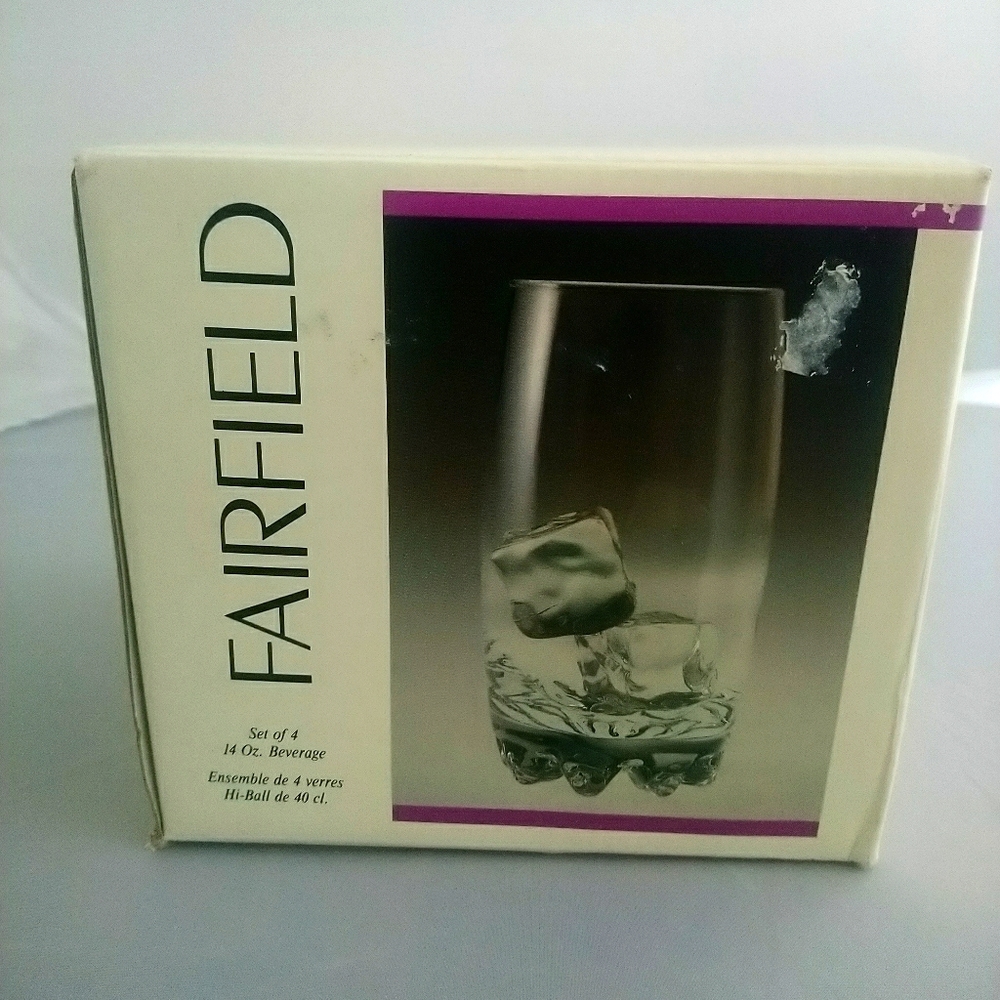 FAIRFIELD
Set of 4
14 Oz. Beverage
Ensemble de 4 verres
Hi-Ball de 40 cl.